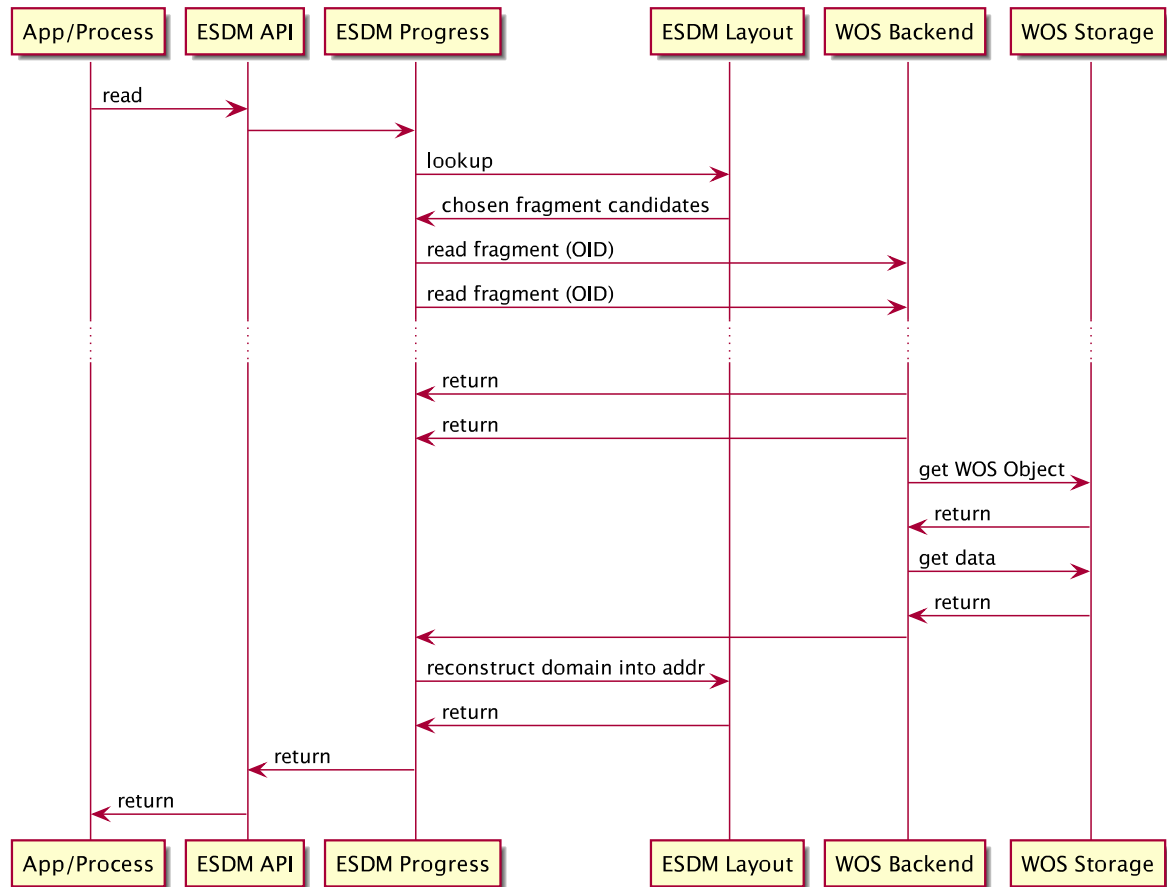 App/Process ESDM API ESDM Progress ESDM Layout WOS Backend WOS Storage
read
lookup
chosen fragment candidates
read fragment (OID)
read fragment (OID)
return
return
get WOS Object
return
get data
return
reconstruct domain into addr
return
return
return
App/Process ESDM API ESDM Progress ESDM Layout WOS Backend WOS Storage